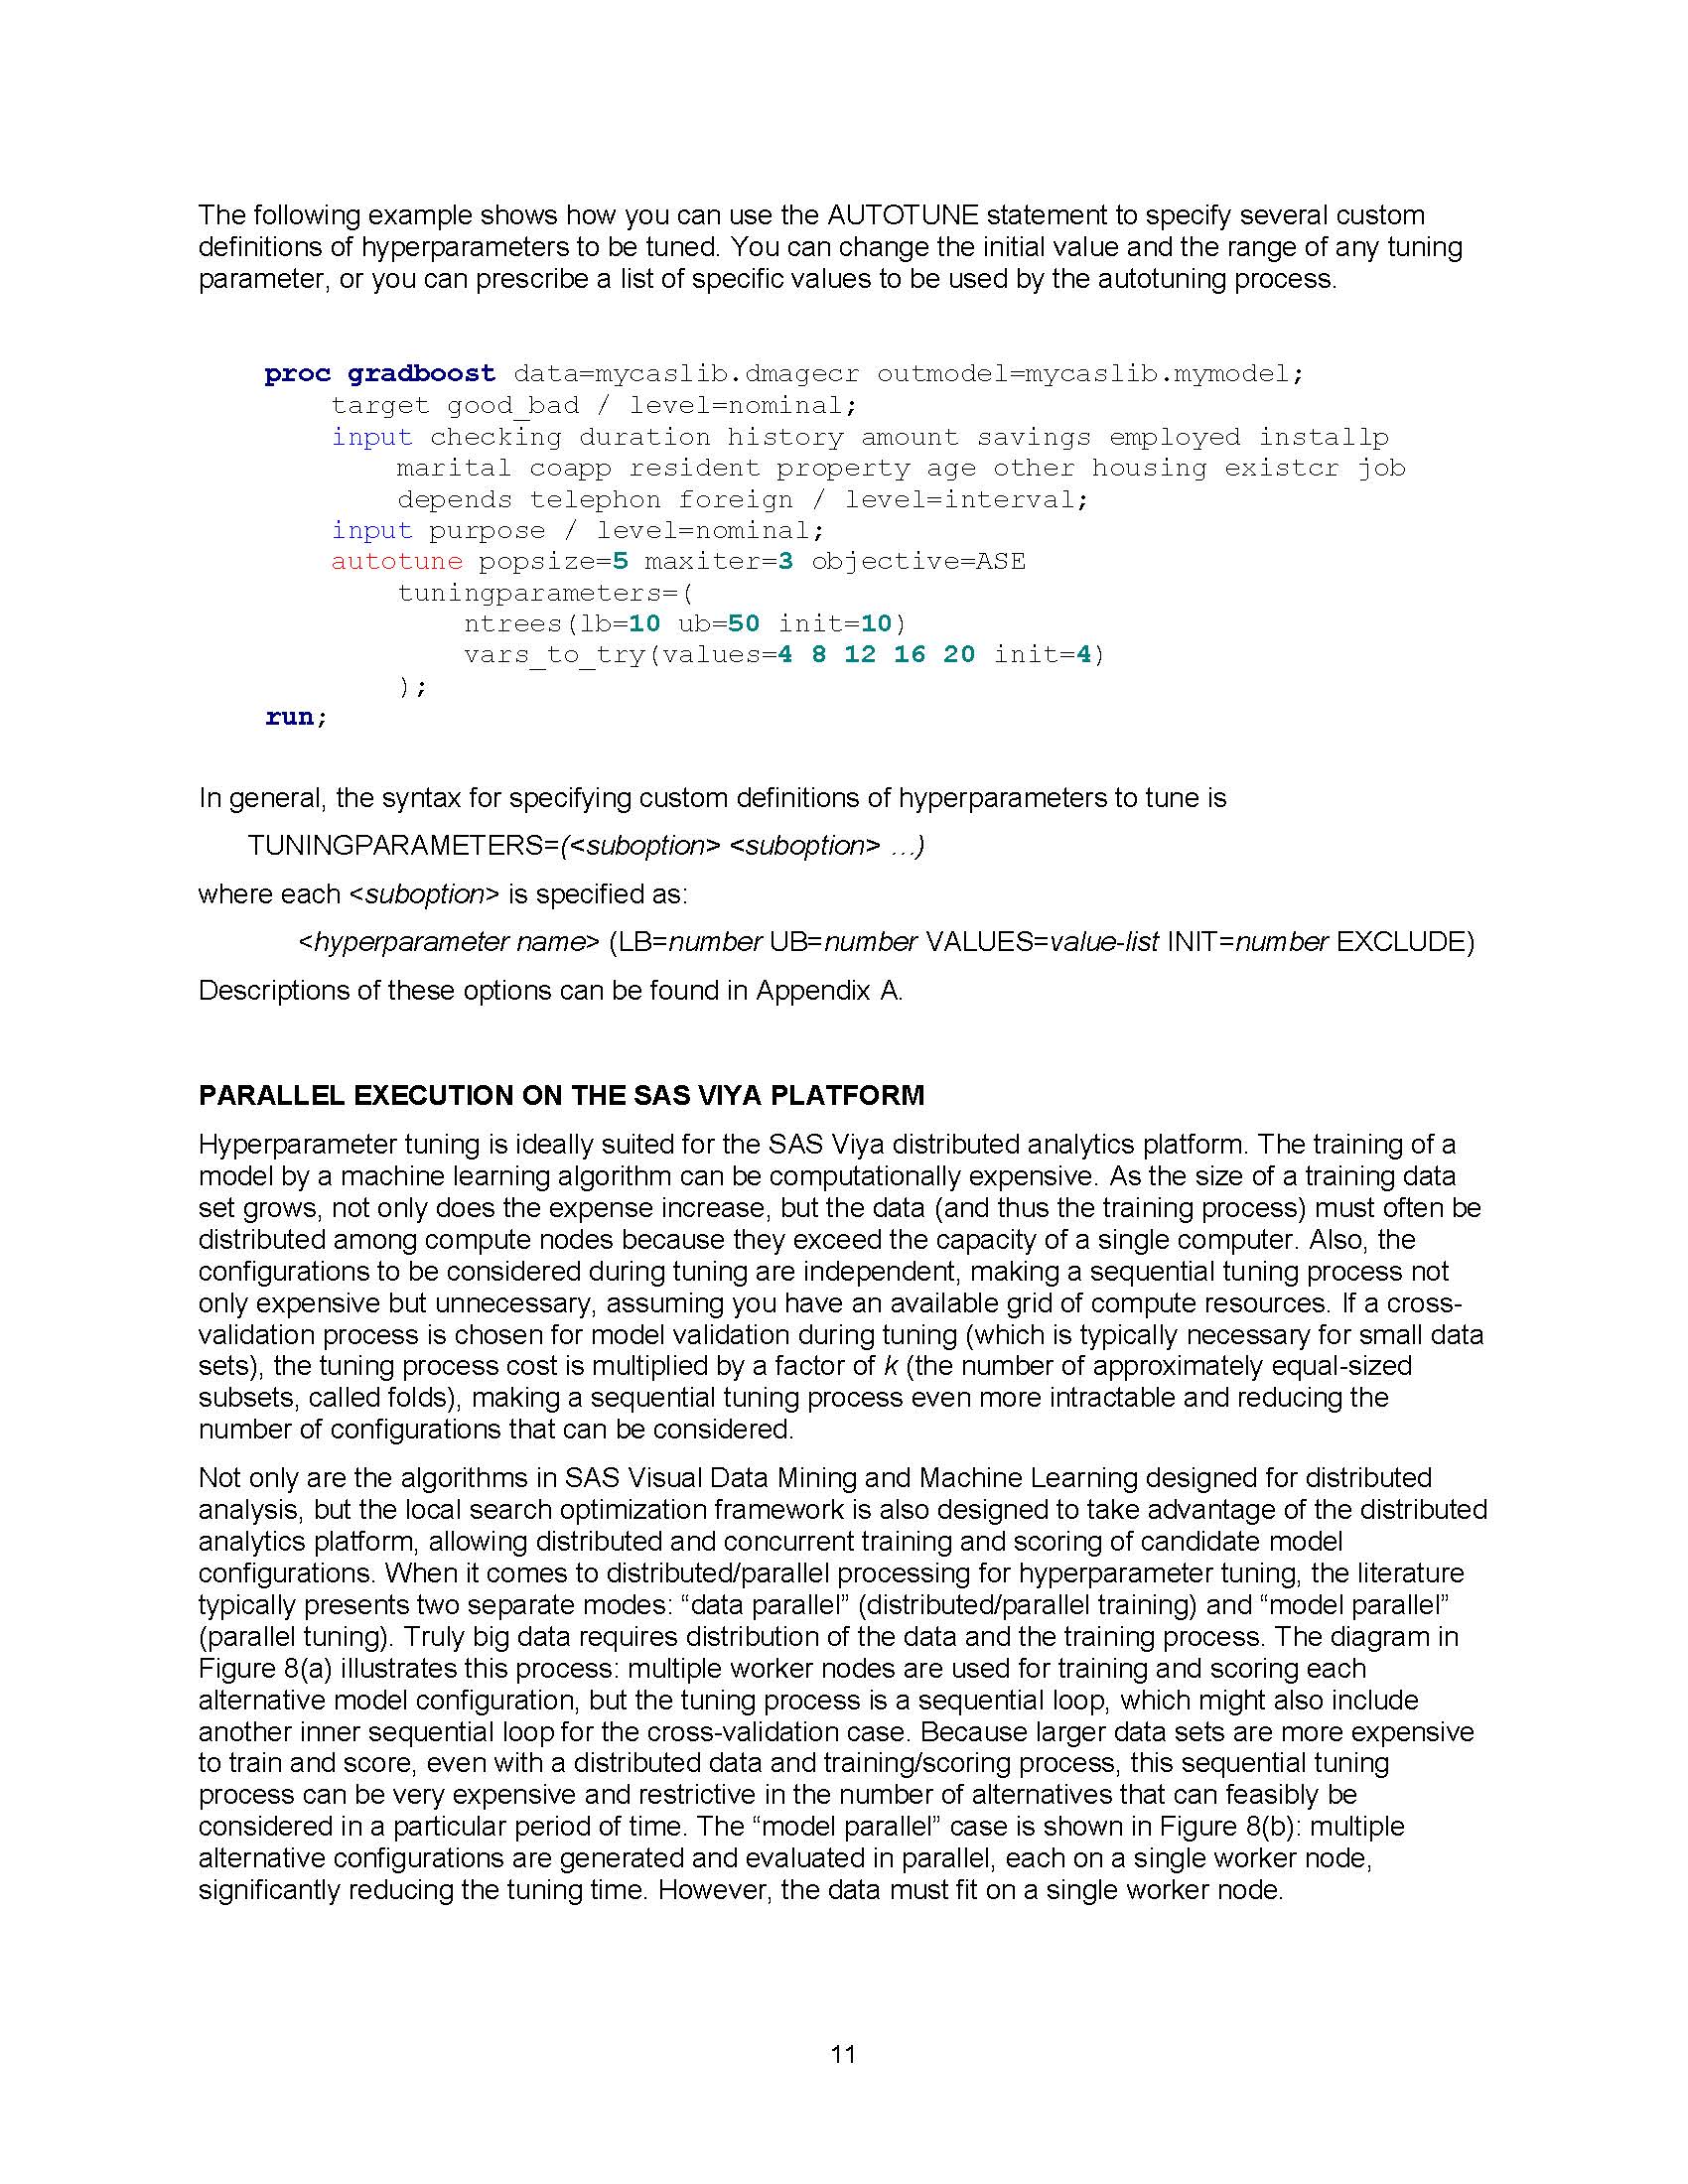 The following example shows how you can use the AUTOTUNE statement to specify several custom
definitions of hyperparameters to be tuned. You can change the initial value and the range of any tuning
parameter, or you can prescribe a list of specific values to be used by the autotuning process.
proc gradboost data=mycaslib.dmagecr outmodel=mycaslib.mymodel;
target good_bad / level=nominal;
input checking duration history amount savings employed installp
marital coapp resident property age other housing existcr job
depends telephon foreign / level=interval;
input purpose / level=nominal;
autotune popsize=5 maxiter=3 objective=ASE
tuningparameters=(
ntrees(lb=10 ub=50 init=10)
vars_to_try(values=4 8 12 16 20 init=4)
);
run;
In general, the syntax for specifying custom definitions of hyperparameters to tune is
TUNINGPARAMETERS=(<suboption> <suboption> …)
where each <suboption> is specified as:
<hyperparameter name> (LB=number UB=number VALUES=value-list INIT=number EXCLUDE)
Descriptions of these options can be found in Appendix A.
PARALLEL EXECUTION ON THE SAS VIYA PLATFORM
Hyperparameter tuning is ideally suited for the SAS Viya distributed analytics platform. The training of a
model by a machine learning algorithm can be computationally expensive. As the size of a training data
set grows, not only does the expense increase, but the data (and thus the training process) must often be
distributed among compute nodes because they exceed the capacity of a single computer. Also, the
configurations to be considered during tuning are independent, making a sequential tuning process not
only expensive but unnecessary, assuming you have an available grid of compute resources. If a cross-
validation process is chosen for model validation during tuning (which is typically necessary for small data
sets), the tuning process cost is multiplied by a factor of k (the number of approximately equal-sized
subsets, called folds), making a sequential tuning process even more intractable and reducing the
number of configurations that can be considered.
Not only are the algorithms in SAS Visual Data Mining and Machine Learning designed for distributed
analysis, but the local search optimization framework is also designed to take advantage of the distributed
analytics platform, allowing distributed and concurrent training and scoring of candidate model
configurations. When it comes to distributed/parallel processing for hyperparameter tuning, the literature
typically presents two separate modes: “data parallel” (distributed/parallel training) and “model parallel”
(parallel tuning). Truly big data requires distribution of the data and the training process. The diagram in
Figure 8(a) illustrates this process: multiple worker nodes are used for training and scoring each
alternative model configuration, but the tuning process is a sequential loop, which might also include
another inner sequential loop for the cross-validation case. Because larger data sets are more expensive
to train and score, even with a distributed data and training/scoring process, this sequential tuning
process can be very expensive and restrictive in the number of alternatives that can feasibly be
considered in a particular period of time. The “model parallel” case is shown in Figure 8(b): multiple
alternative configurations are generated and evaluated in parallel, each on a single worker node,
significantly reducing the tuning time. However, the data must fit on a single worker node.
11